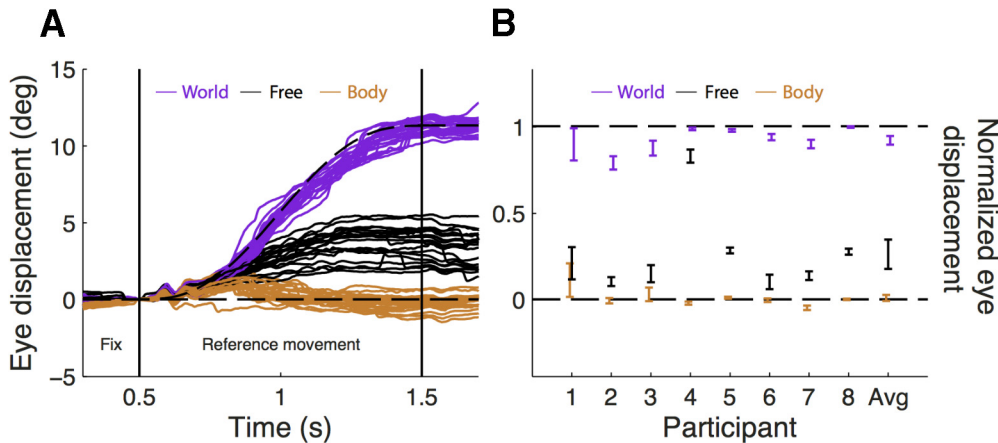 A
B
Eye displacement (deg)
15
10
5
0
−5
World
Free
Body
Fix
Reference movement
0.5
1
1.5
Time (s)
World
Free
Body
1
0.5
0
1
2
3
4
5
6
7
8
Avg
Participant
Normalized eye
displacement